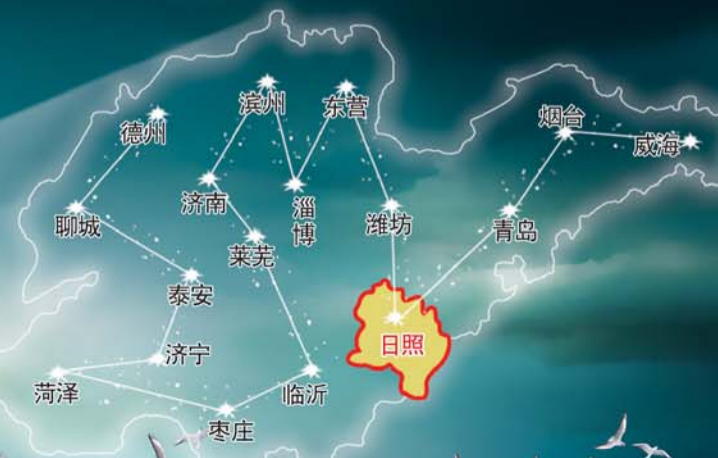 滨州
东营
德州
烟台
威海
济南
淄博
聊城
潍坊
青岛
莱芜
泰安
日照
济宁
菏泽
临沂
枣庄